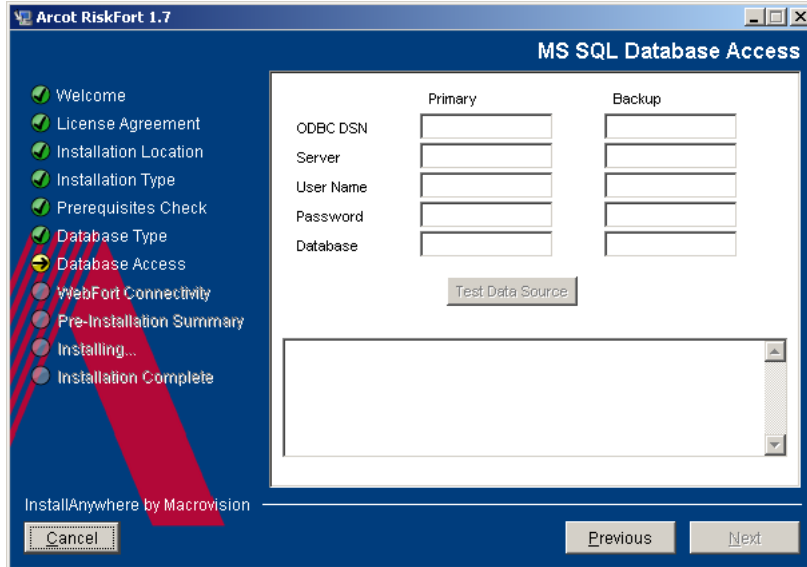 Arcot RiskFort 1.7
MS SQL Database Access
Welcome
License Agreement
Installation Location
Installation Type
Prerequisites Check
Database Type
Database Access
WebFort Connectivity
Pre-Installation Summary
Installing...
Installation Complete
Primary Backup
ODBC DSN
Server
User Name
Password
Database
Test Data Source
InstallAnywhere by Macrovision
Cancel Previous Next